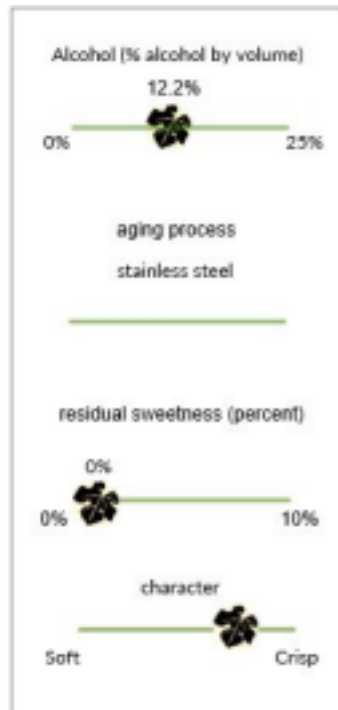 Alcohol (% alcohol by volume)
12.2%
0% 25%
aging process
stainless steel
residual sweetness (percent)
0%
0% 10%
character
Soft Crisp